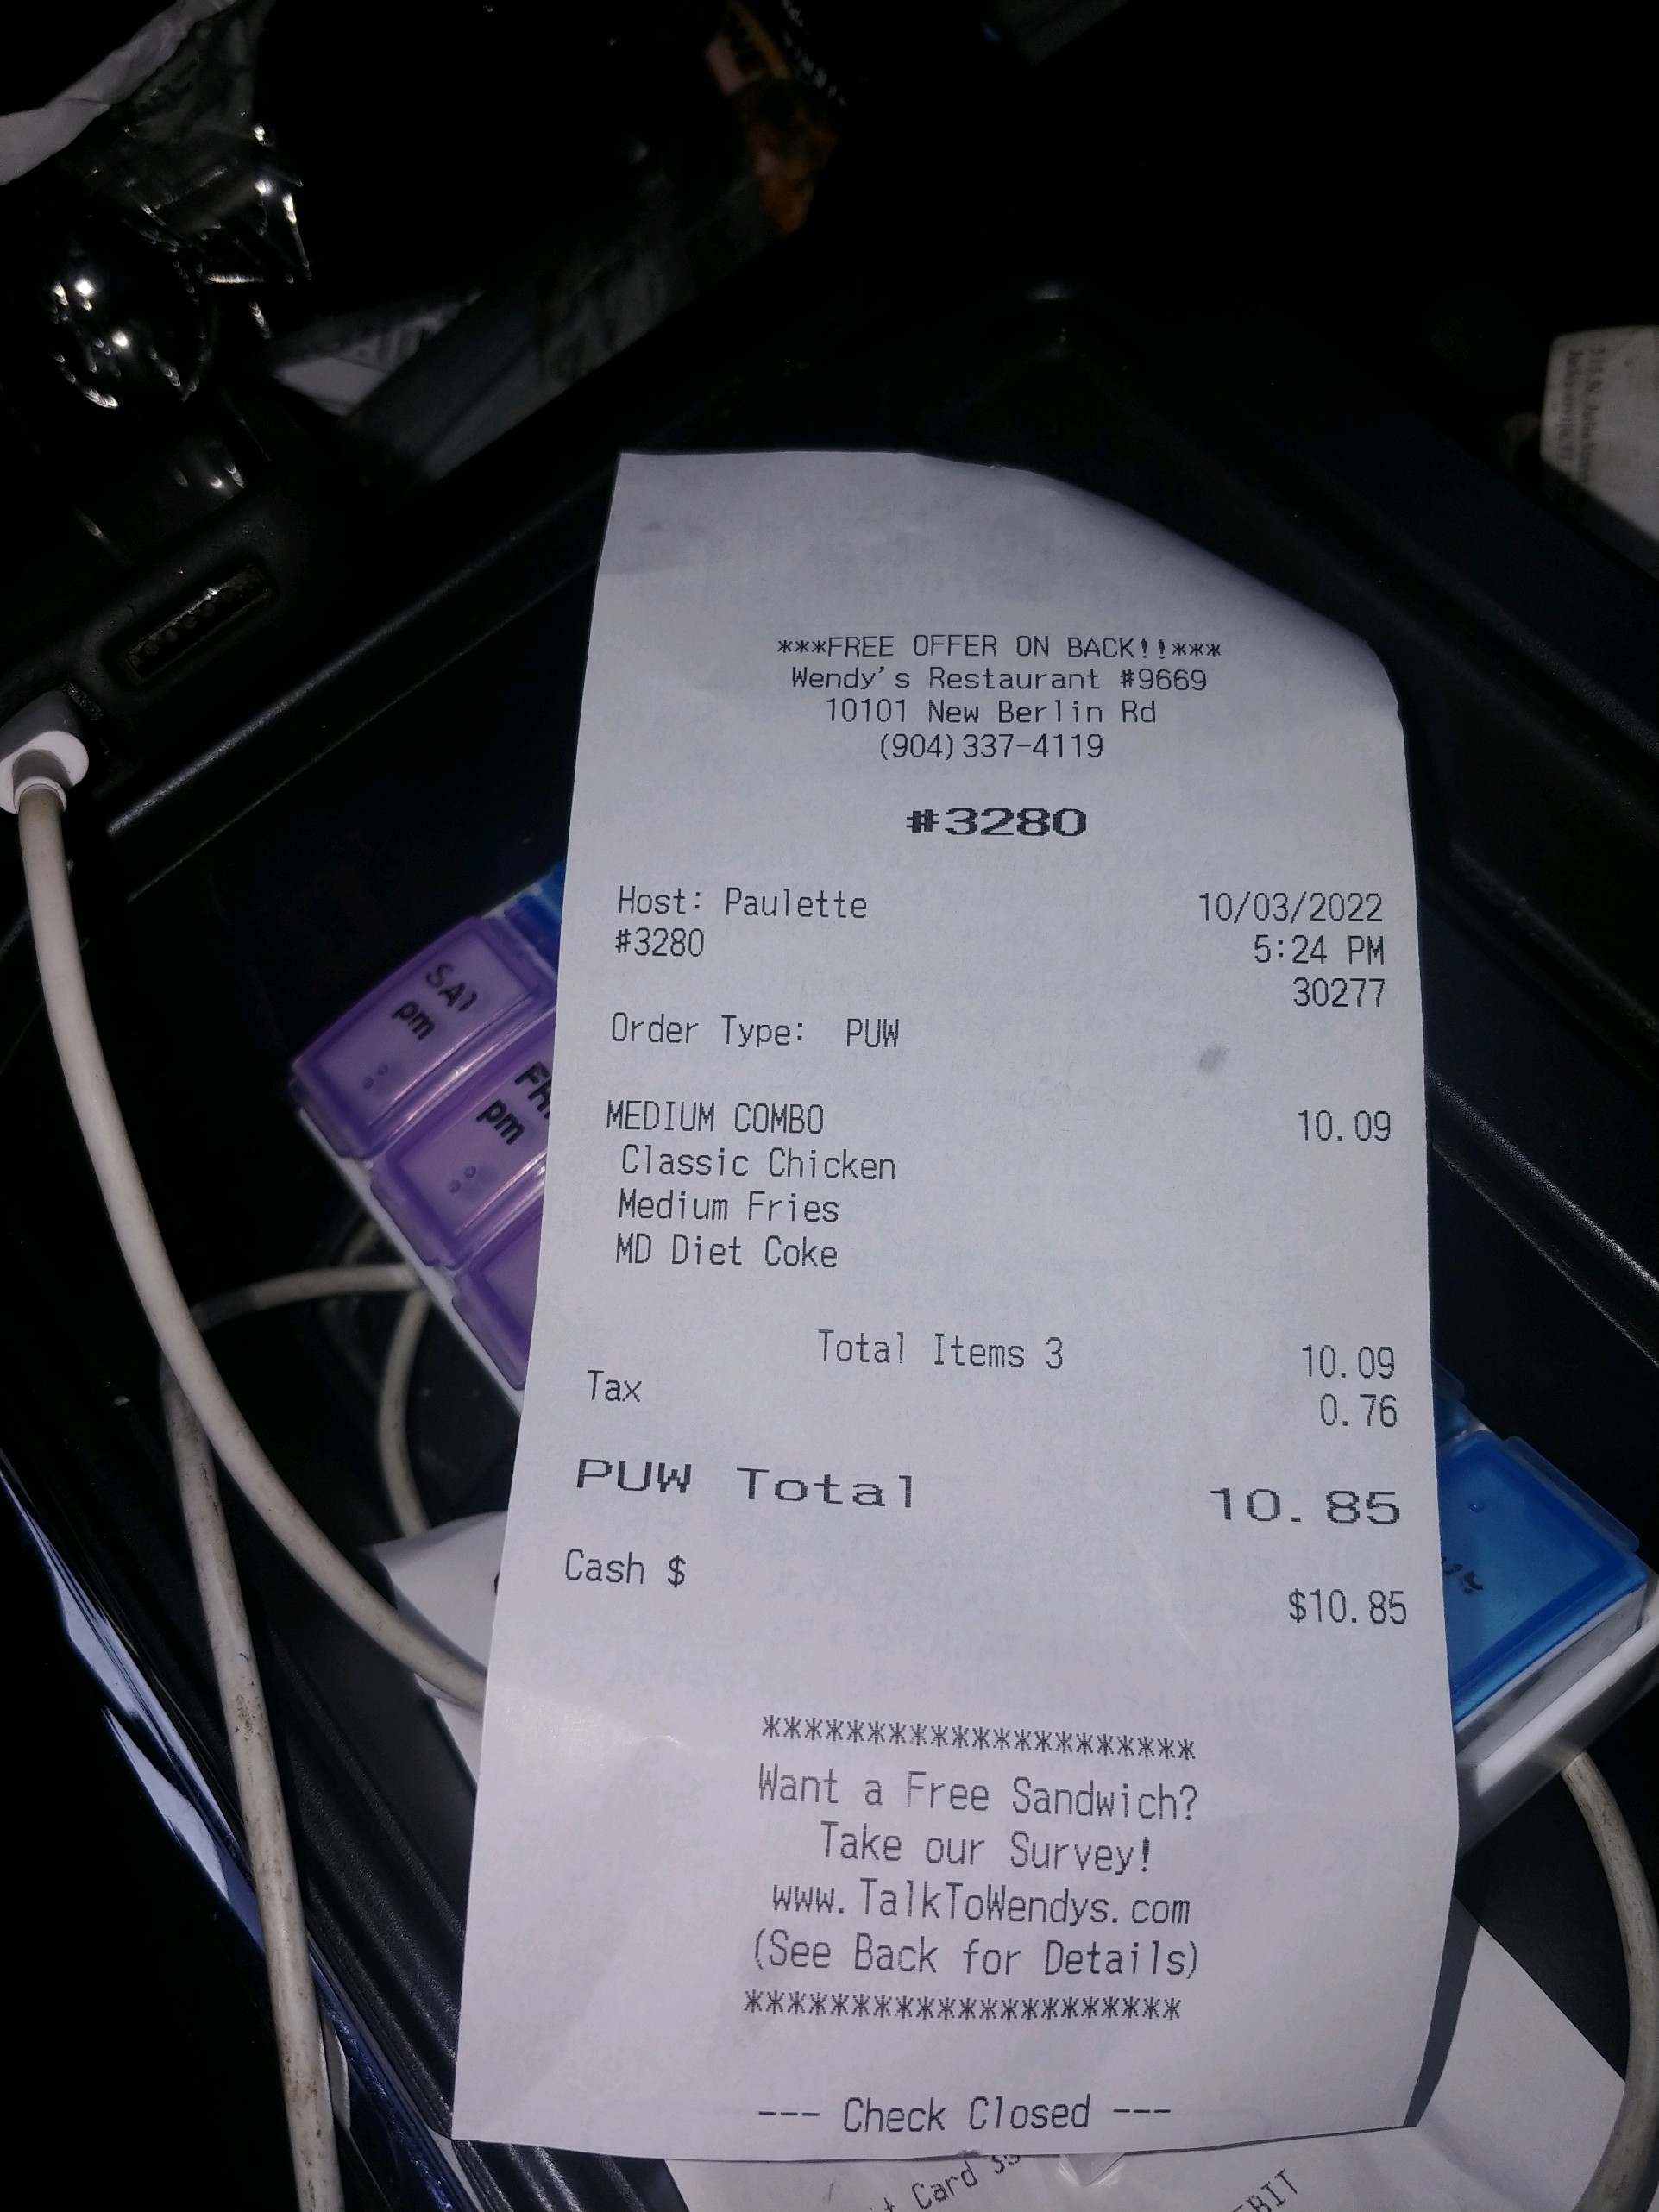 ***FREE OFFER ON BACK!!***
Wendy's Restaurant #9669
10101 New Berlin Rd
(904)337-4119
#3280
Host: Paulette 10/03/2022
#3280 5:24 PM
30277
Order Type: PUW
MEDIUM COMBO 10.09
Classic Chicken
Medium Fries
MD Diet Coke
Total Items 3 10.09
Tax 0.76
PUW Total 10.85
Cash $ $10.85
*********************
Want a Free Sandwich?
Take our Survey!
www.TalkToWendys.com
(See Back for Details)
*********************
--- Check Closed ---
SAT
pm
pm
Card